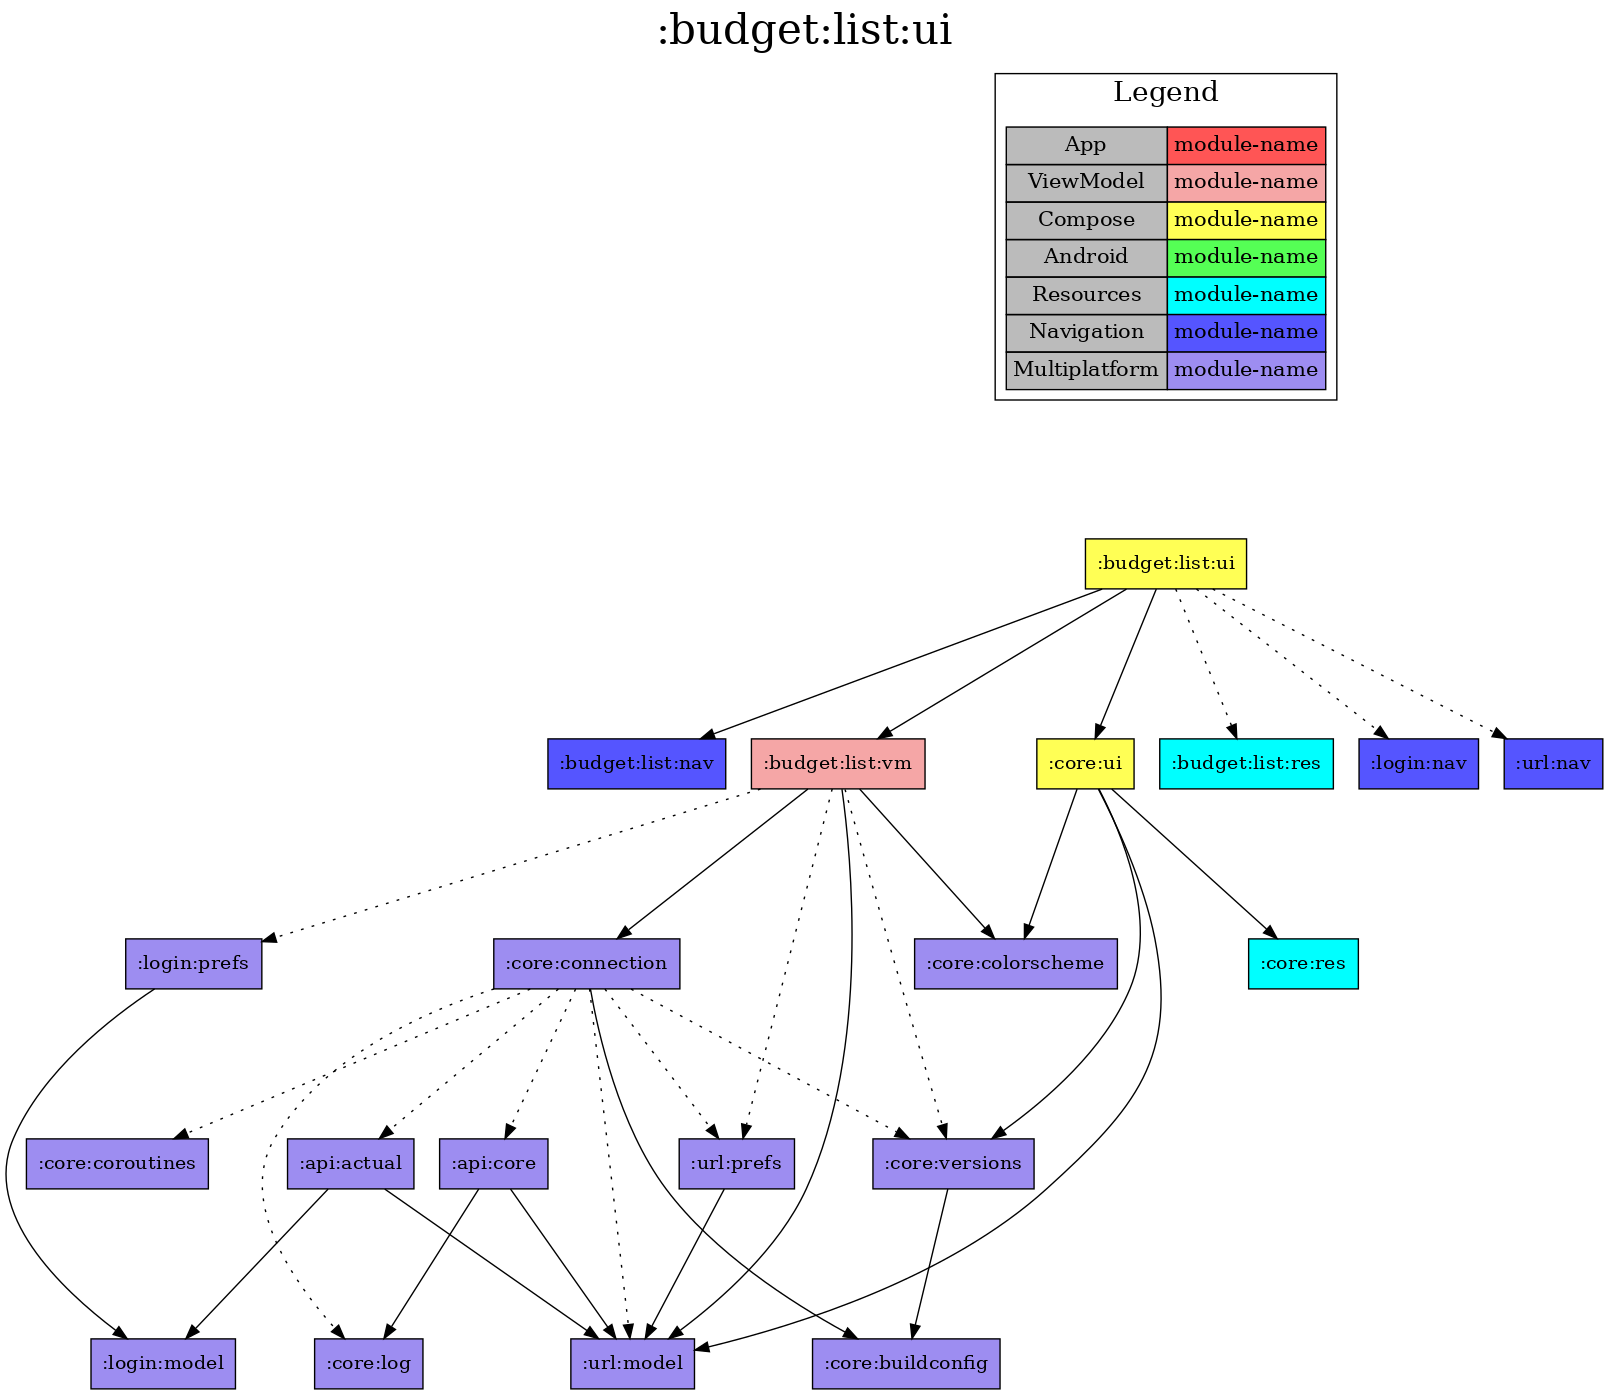 :budget:list:ui
Legend
App module-name
ViewModel module-name
Compose module-name
Android module-name
Resources module-name
Navigation module-name
Multiplatform module-name
:budget:list:ui
:budget:list:nav :budget:list:vm :core:ui :budget:list:res :login:nav :url:nav
:login:prefs :core:connection :core:colorscheme :core:res
:core:coroutines :api:actual :api:core :url:prefs :core:versions
:login:model :core:log :url:model :core:buildconfig